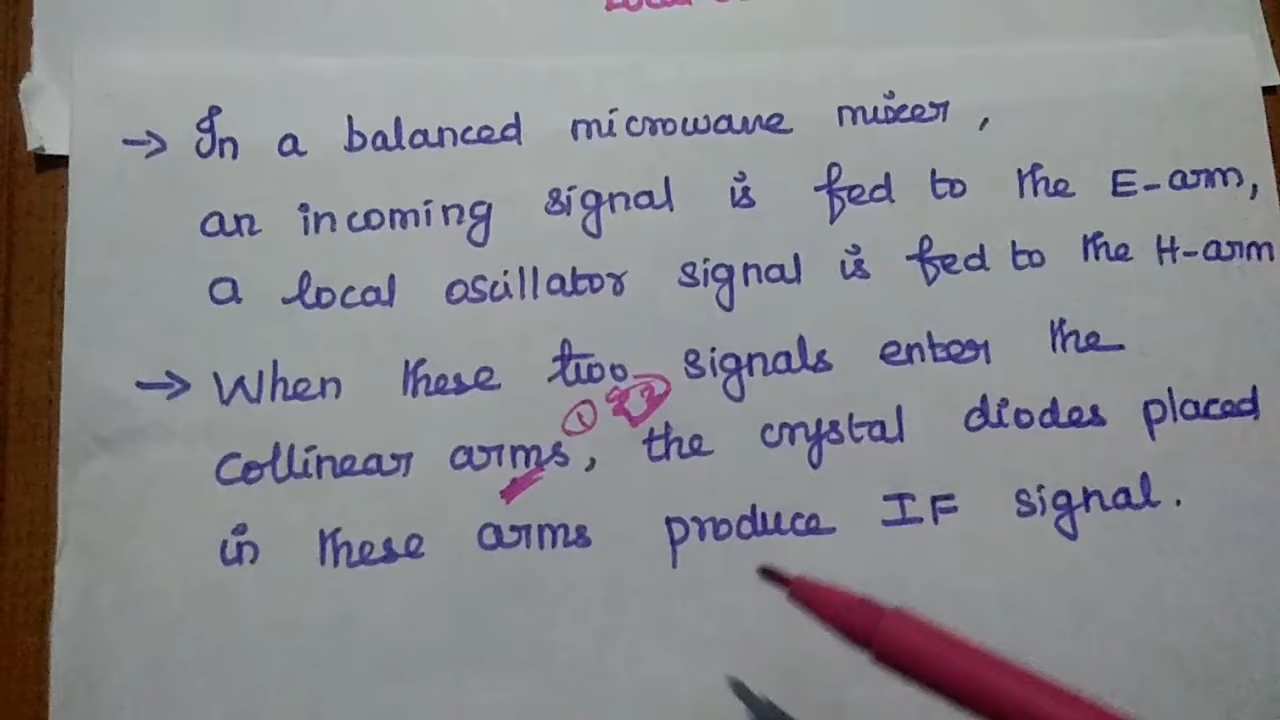 → In a balanced microwave mixer,
an incoming signal is fed to the E-arm,
a local oscillator signal is fed to the H-arm
→ When these two signals enter the
collinear arms, the crystal diodes placed
in these arms produce IF signal.